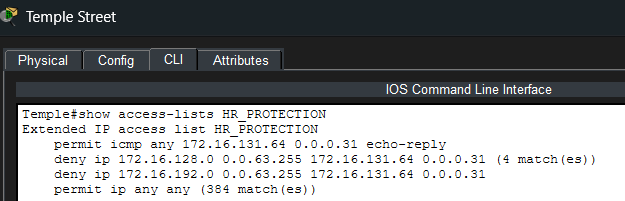 Temple Street
Physical Config CLI Attributes
IOS Command Line Interface
Temple#show access-lists HR_PROTECTION
Extended IP access list HR_PROTECTION
permit icmp any 172.16.131.64 0.0.0.31 echo-reply
deny ip 172.16.128.0 0.0.63.255 172.16.131.64 0.0.0.31 (4 match(es))
deny ip 172.16.192.0 0.0.63.255 172.16.131.64 0.0.0.31
permit ip any any (384 match(es))